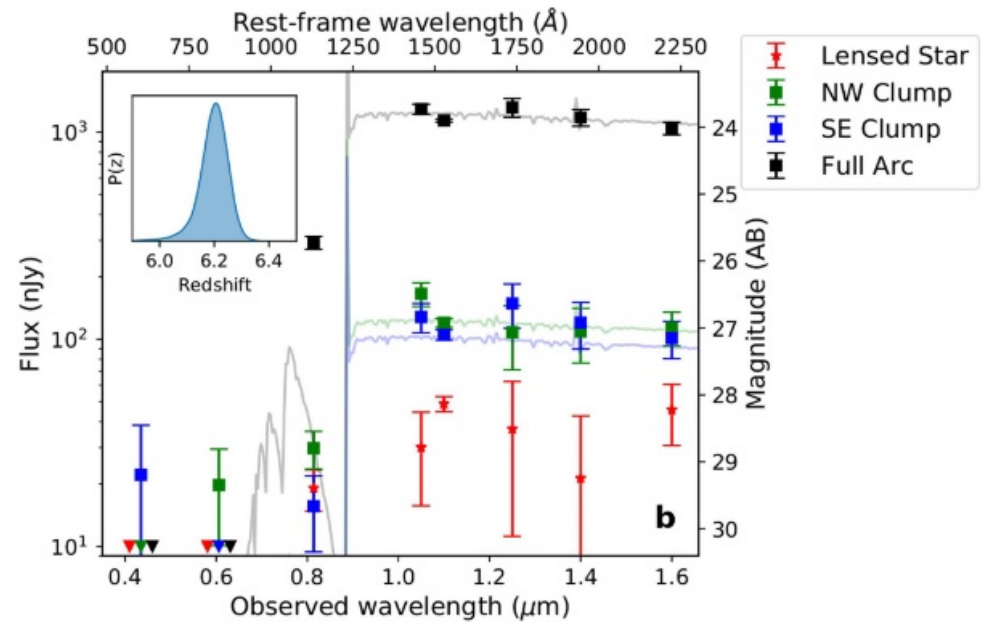 Rest-frame wavelength (Å)
500 750 1000 1250 1500 1750 2000 2250
Lensed Star
NW Clump
SE Clump
Full Arc
10³
10²
10¹
Flux (nJy)
P(z)
6.0 6.2 6.4
Redshift
24
25
26
27
28
29
30
Magnitude (AB)
b
0.4 0.6 0.8 1.0 1.2 1.4 1.6
Observed wavelength (μm)